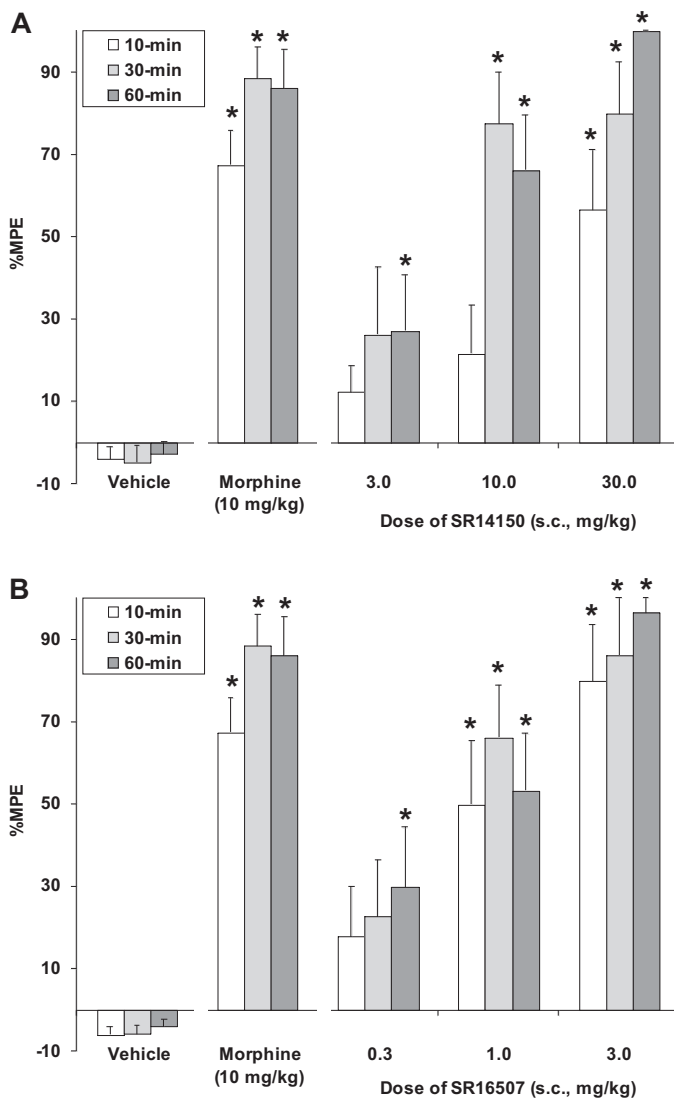 A
10-min
30-min
60-min
* * * * * * * * *
90
70
50
30
10
-10
%MPE
Vehicle Morphine 3.0 10.0 30.0
(10 mg/kg)
Dose of SR14150 (s.c., mg/kg)
B
10-min
30-min
60-min
* * * * * * * * * *
90
70
50
30
10
-10
%MPE
Vehicle Morphine 0.3 1.0 3.0
(10 mg/kg)
Dose of SR16507 (s.c., mg/kg)